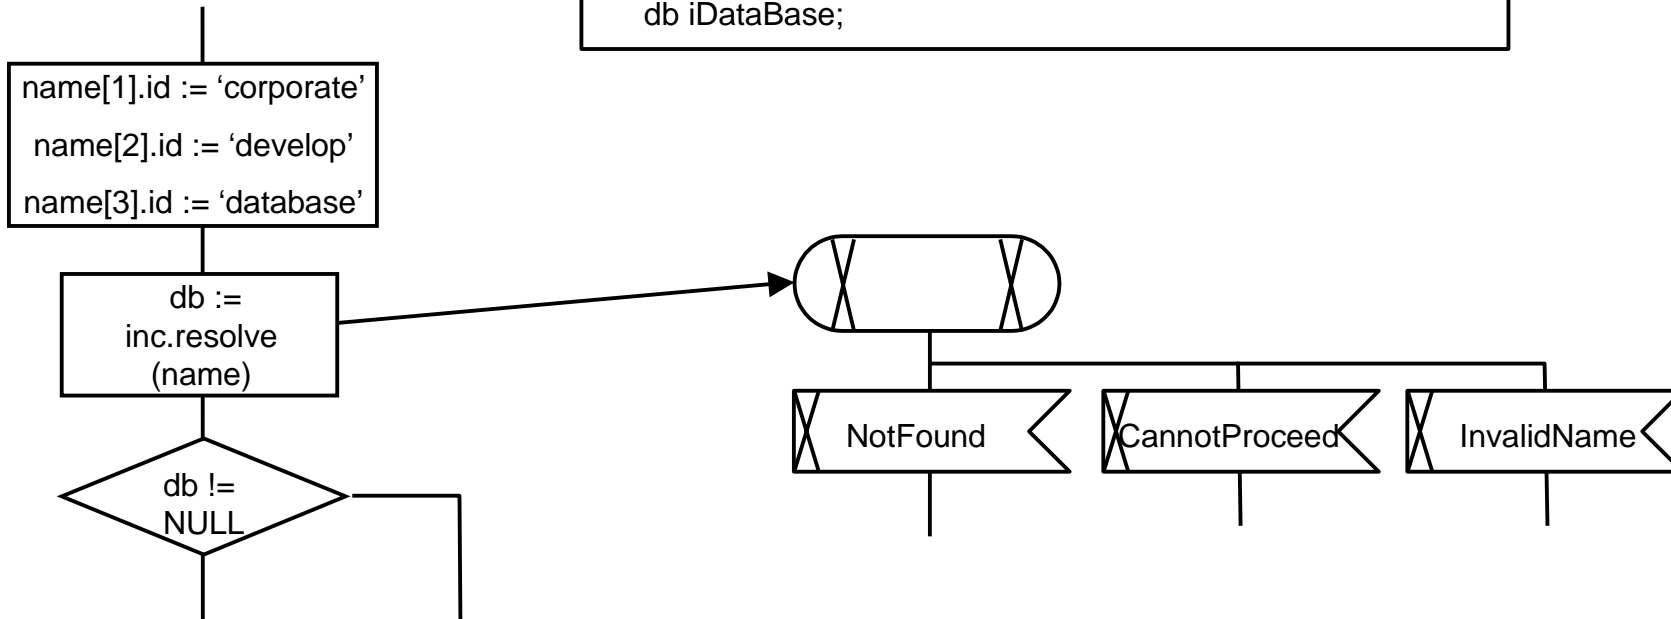 db iDataBase;
name[1].id := ‘corporate’
name[2].id := ‘develop’
name[3].id := ‘database’
db :=
inc.resolve
(name)
NotFound
CannotProceed
InvalidName
db !=
NULL